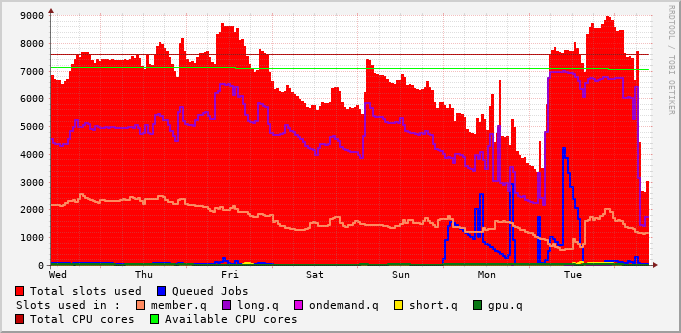 9000
8000
7000
6000
5000
4000
3000
2000
1000
0
Wed Thu Fri Sat Sun Mon Tue
RRDTOOL / TOBI OETIKER
Total slots used Queued Jobs
Slots used in : member.q long.q ondemand.q short.q gpu.q
Total CPU cores Available CPU cores